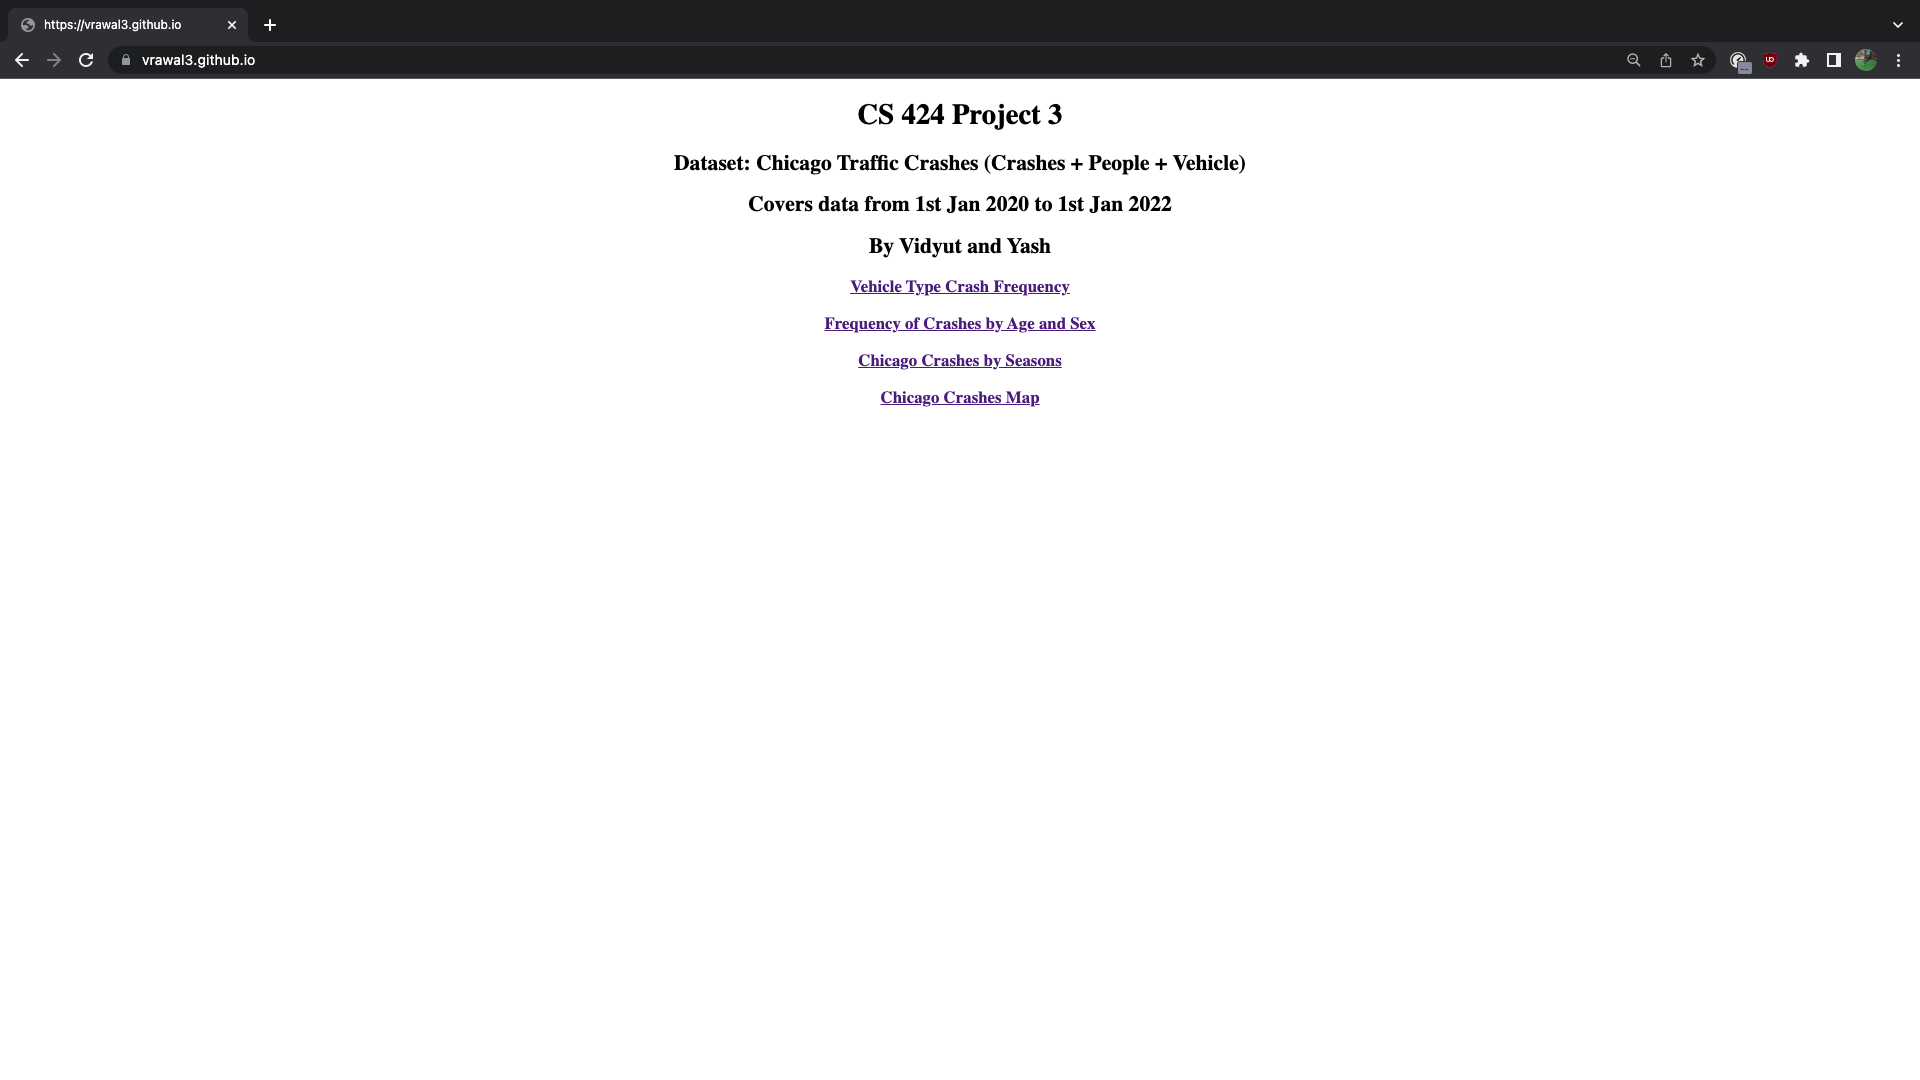 https://vrawal3.github.io
vrawal3.github.io
CS 424 Project 3
Dataset: Chicago Traffic Crashes (Crashes + People + Vehicle)
Covers data from 1st Jan 2020 to 1st Jan 2022
By Vidyut and Yash
Vehicle Type Crash Frequency
Frequency of Crashes by Age and Sex
Chicago Crashes by Seasons
Chicago Crashes Map